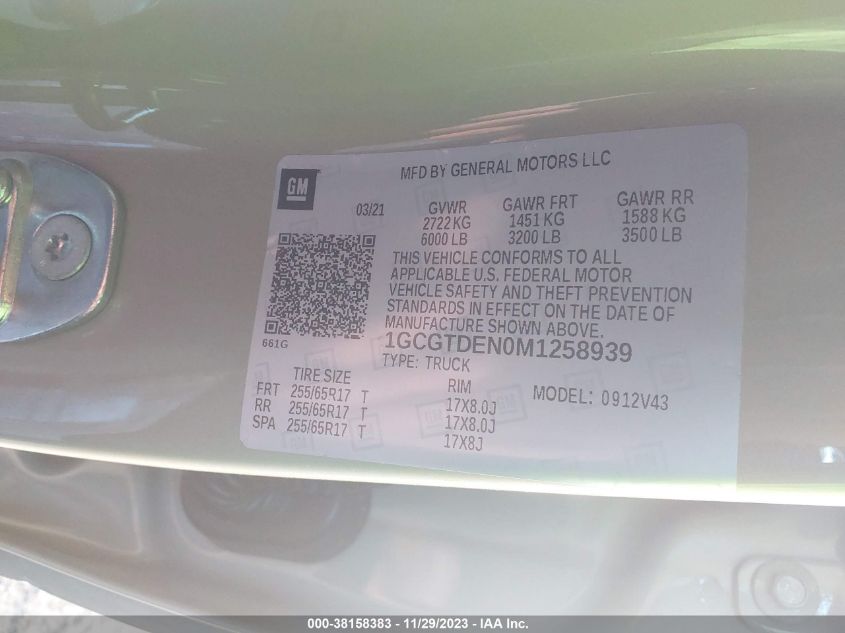 MFD BY GENERAL MOTORS LLC
GM
03/21
GVWR GAWR FRT GAWR RR
2722 KG 1451 KG 1588 KG
6000 LB 3200 LB 3500 LB
THIS VEHICLE CONFORMS TO ALL
APPLICABLE U.S. FEDERAL MOTOR
VEHICLE SAFETY AND THEFT PREVENTION
STANDARDS IN EFFECT ON THE DATE OF
MANUFACTURE SHOWN ABOVE.
661G
1GCGTDEN0M1258939
TYPE: TRUCK
TIRE SIZE RIM MODEL: 0912V43
FRT 255/65R17 T 17X8.0J
RR 255/65R17 T 17X8.0J
SPA 255/65R17 T 17X8J
000-38158383 - 11/29/2023 - IAA Inc.